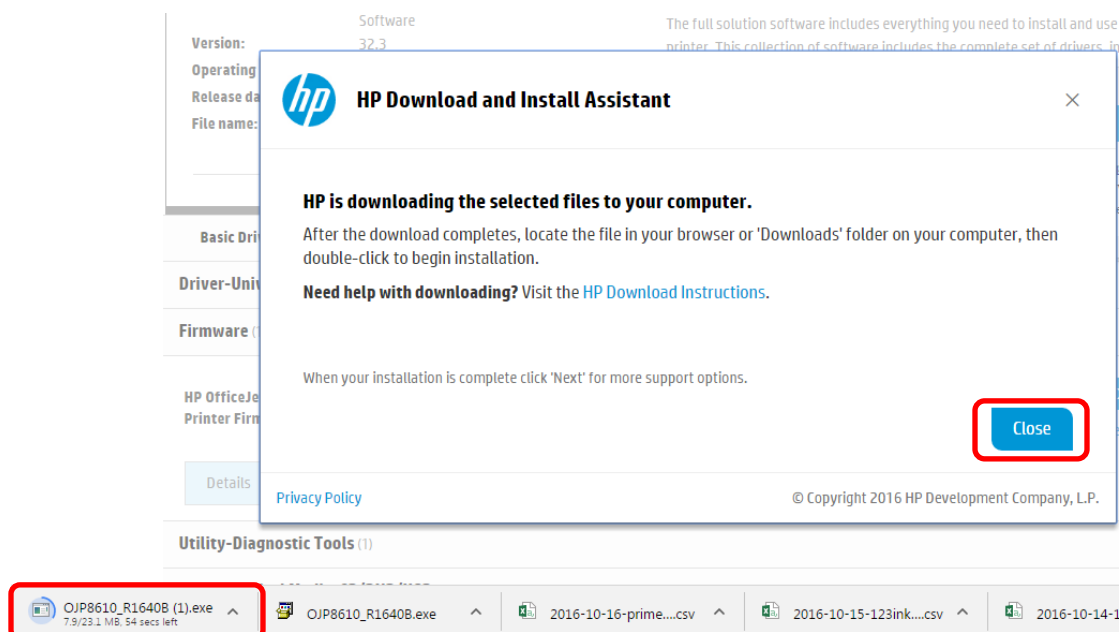 Software
The full solution software includes everything you need to install and use
Version:
32.3
printer. This collection of software includes the complete set of drivers, in
Operating
Release da
File name:
hp
HP Download and Install Assistant
HP is downloading the selected files to your computer.
After the download completes, locate the file in your browser or 'Downloads' folder on your computer, then
double-click to begin installation.
Need help with downloading? Visit the HP Download Instructions.
When your installation is complete click 'Next' for more support options.
Close
Privacy Policy
© Copyright 2016 HP Development Company, L.P.
Basic Dri
Driver-Univ
Firmware (
HP OfficeJe
Printer Firn
Details
Utility-Diagnostic Tools (1)
OJP8610_R1640B (1).exe
7.9/23.1 MB, 54 secs left
OJP8610_R1640B.exe
2016-10-16-prime....csv
2016-10-15-123ink....csv
2016-10-14-1